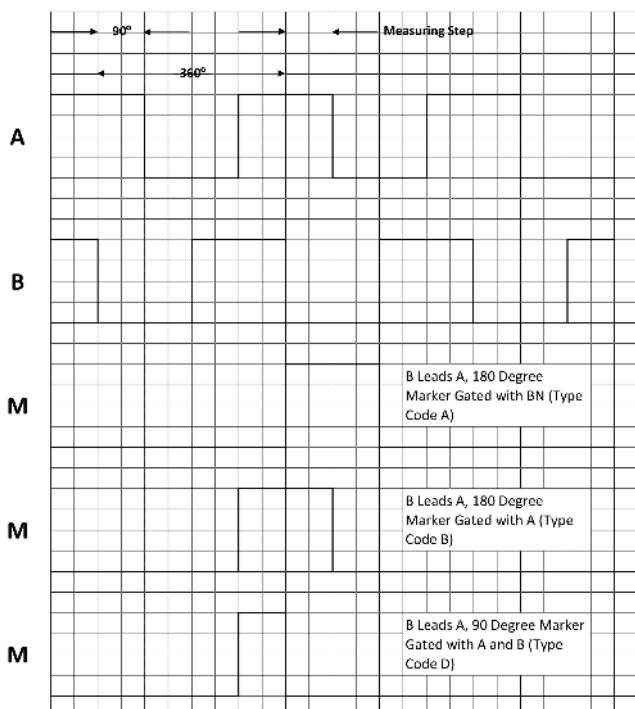 90°
Measuring Step
360°
A
B
M
B Leads A, 180 Degree
Marker Gated with BN (Type
Code A)
M
B Leads A, 180 Degree
Marker Gated with A (Type
Code B)
M
B Leads A, 90 Degree Marker
Gated with A and B (Type
Code D)